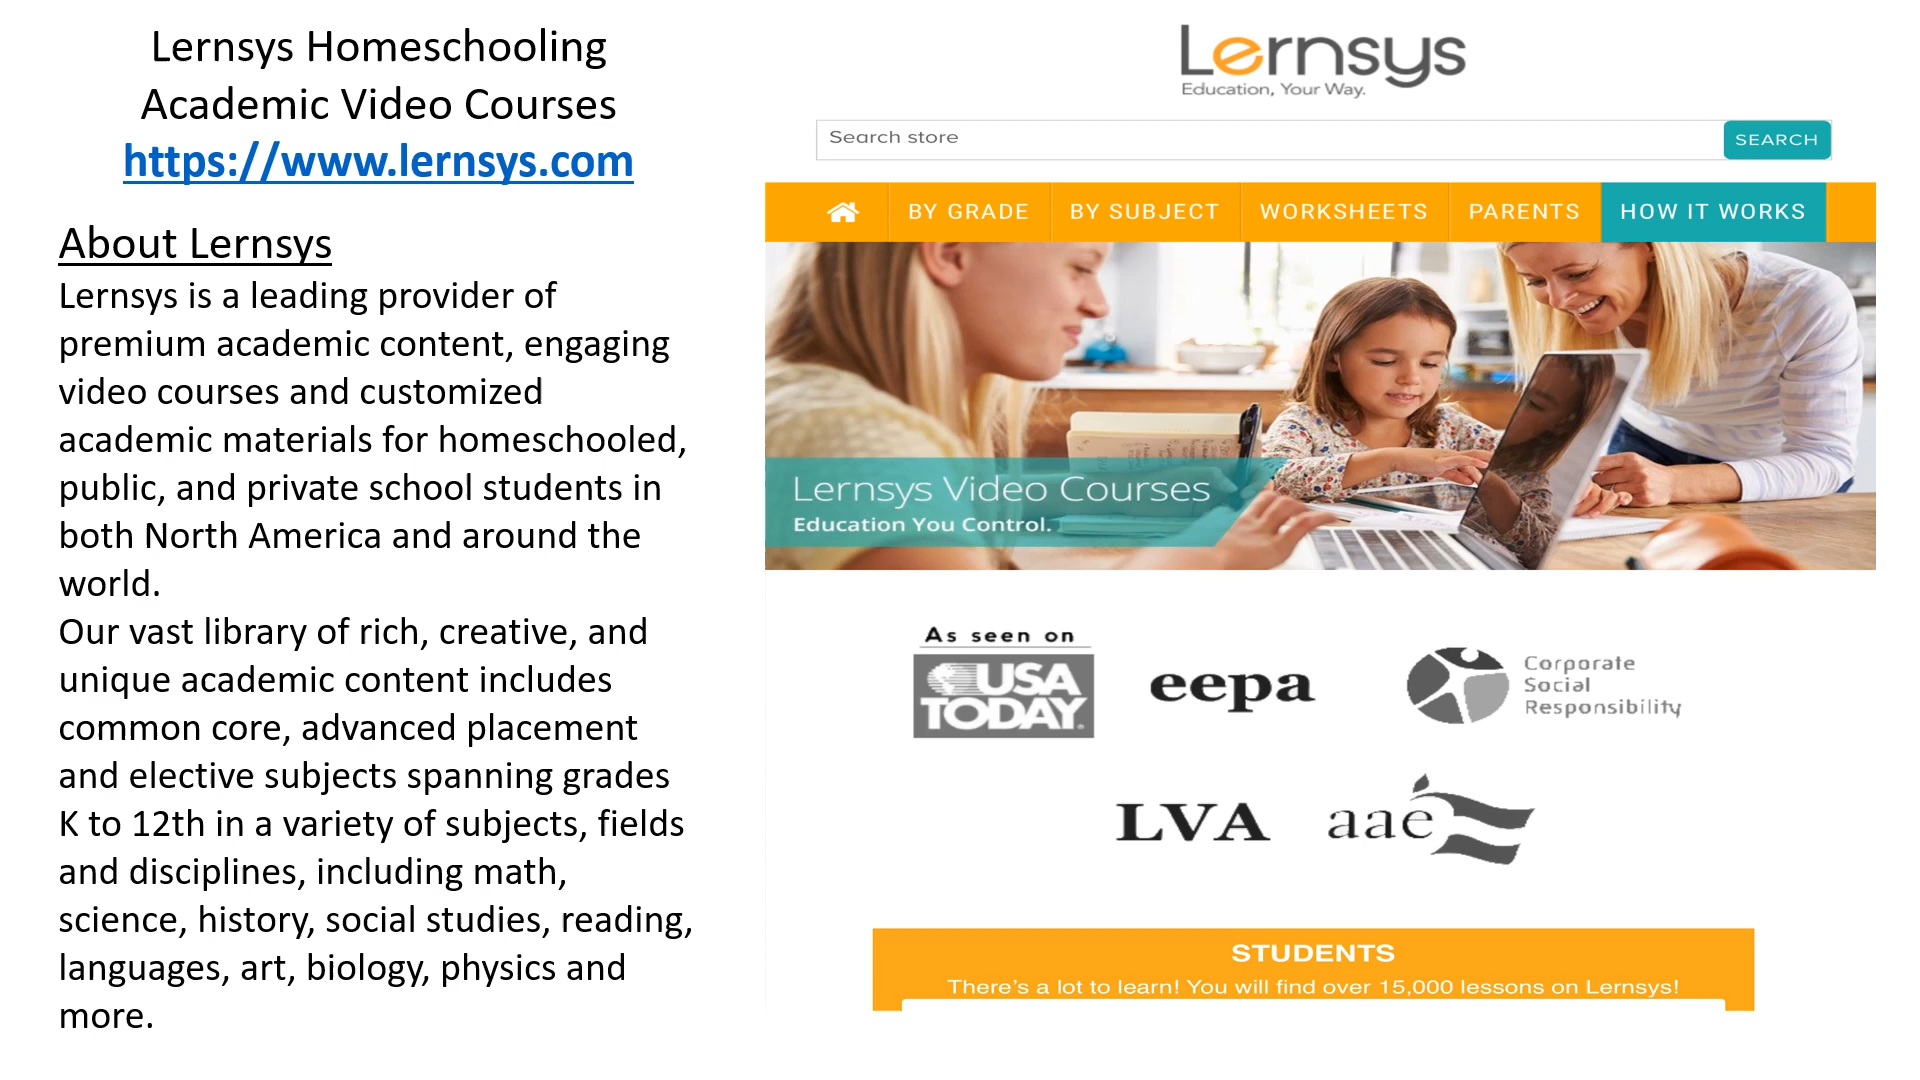 Lernsys Homeschooling
Academic Video Courses
https://www.lernsys.com
About Lernsys
Lernsys is a leading provider of
premium academic content, engaging
video courses and customized
academic materials for homeschooled,
public, and private school students in
both North America and around the
world.
Our vast library of rich, creative, and
unique academic content includes
common core, advanced placement
and elective subjects spanning grades
K to 12th in a variety of subjects, fields
and disciplines, including math,
science, history, social studies, reading,
languages, art, biology, physics and
more.
Lernsys
Education, Your Way.
Search store
SEARCH
BY GRADE BY SUBJECT WORKSHEETS PARENTS HOW IT WORKS
Lernsys Video Courses
Education You Control.
As seen on
USA
TODAY
eepa
Corporate
Social
Responsibility
LVA
aae
STUDENTS
There's a lot to learn! You will find over 15,000 lessons on Lernsys!